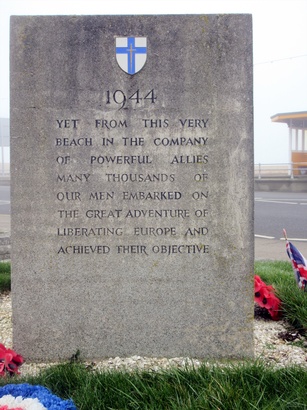 1944
YET FROM THIS VERY
BEACH IN THE COMPANY
OF POWERFUL ALLIES
MANY THOUSANDS OF
OUR MEN EMBARKED ON
THE GREAT ADVENTURE OF
LIBERATING EUROPE AND
ACHIEVED THEIR OBJECTIVE